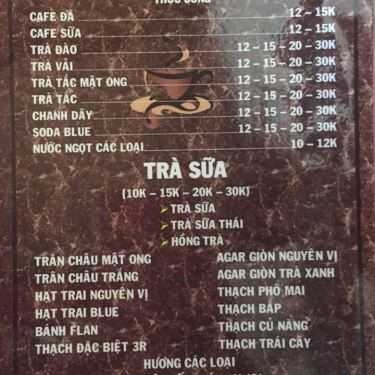 THỨC UỐNG
CAFE ĐÁ 12 – 15K
CAFE SỮA 12 – 15K
TRÀ ĐÀO 12 – 15 – 20 – 30K
TRÀ VẢI 12 – 15 – 20 – 30K
TRÀ TẮC MẬT ONG 12 – 15 – 20 – 30K
TRÀ TẮC 12 – 15 – 20 – 30K
CHANH DÂY 12 – 15 – 20 – 30K
SODA BLUE 12 – 15 – 20 – 30K
NƯỚC NGỌT CÁC LOẠI 10 – 12K
TRÀ SỮA
(10K – 15K – 20K – 30K)
TRÀ SỮA
TRÀ SỮA THÁI
HỒNG TRÀ
TRÂN CHÂU MẬT ONG
TRÂN CHÂU TRẮNG
HẠT TRAI NGUYÊN VỊ
HẠT TRAI BLUE
BÁNH FLAN
THẠCH ĐẶC BIỆT 3R
AGAR GIÒN NGUYÊN VỊ
AGAR GIÒN TRÀ XANH
THẠCH PHÔ MAI
THẠCH BẮP
THẠCH CỦ NĂNG
THẠCH TRÁI CÂY
HƯƠNG CÁC LOẠI